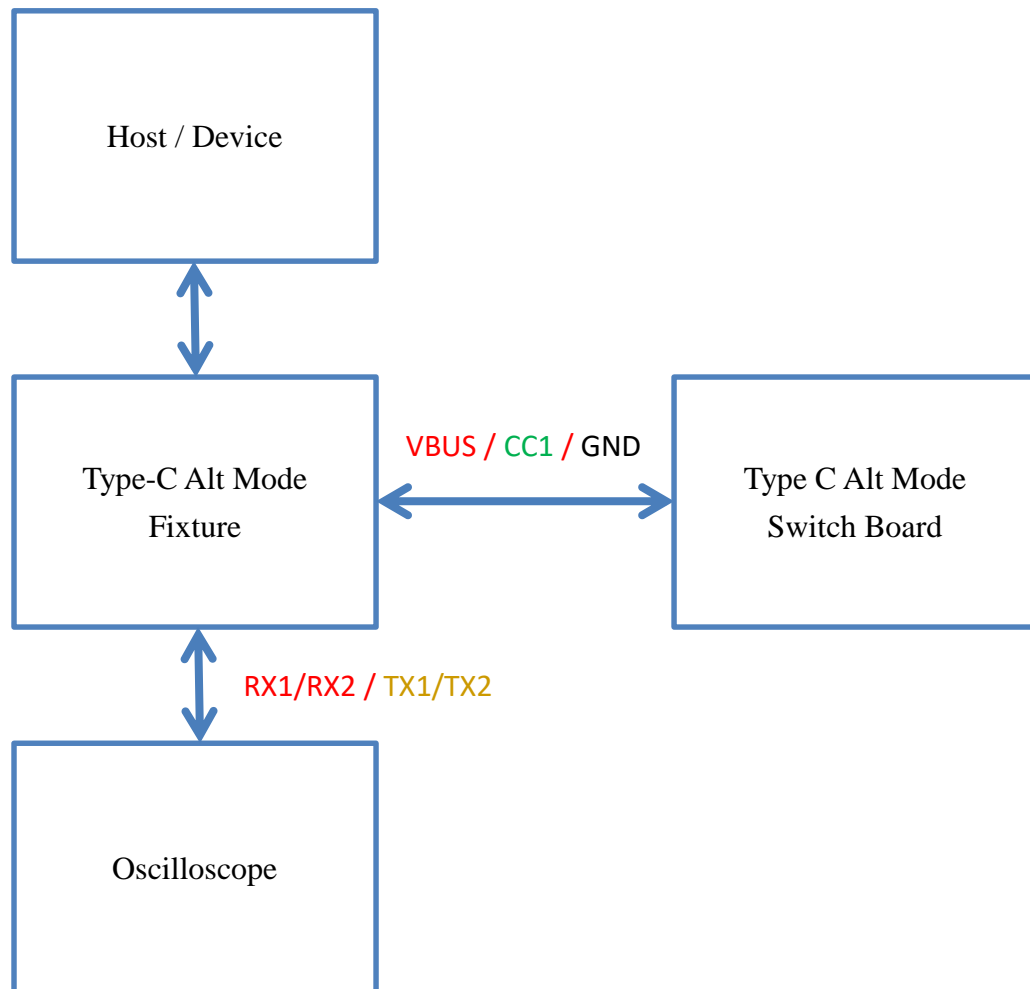 Host / Device
VBUS / CC1 / GND
Type-C Alt Mode
Fixture
Type C Alt Mode
Switch Board
RX1/RX2 / TX1/TX2
Oscilloscope